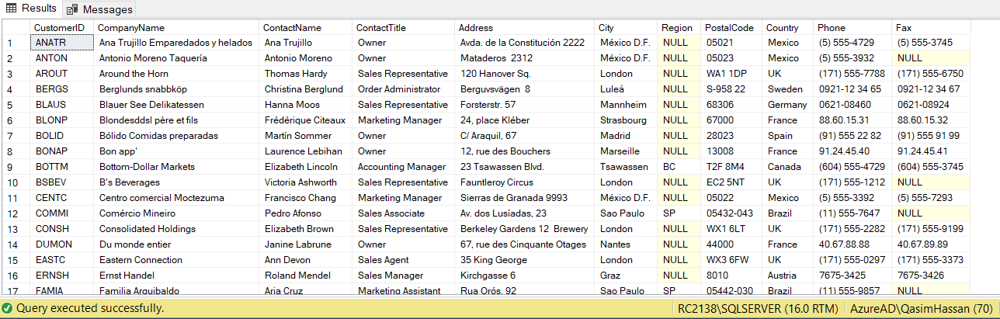 Results Messages
CustomerID CompanyName ContactName ContactTitle Address City Region PostalCode Country Phone Fax
1 ANATR Ana Trujillo Emparedados y helados Ana Trujillo Owner Avda. de la Constitución 2222 México D.F. NULL 05021 Mexico (5) 555-4729 (5) 555-3745
2 ANTON Antonio Moreno Taquería Antonio Moreno Owner Mataderos 2312 México D.F. NULL 05023 Mexico (5) 555-3932 NULL
3 AROUT Around the Horn Thomas Hardy Sales Representative 120 Hanover Sq. London NULL WA1 1DP UK (171) 555-7788 (171) 555-6750
4 BERGS Berglunds snabbköp Christina Berglund Order Administrator Berguvsvägen 8 Luleå NULL S-958 22 Sweden 0921-12 34 65 0921-12 34 67
5 BLAUS Blauer See Delikatessen Hanna Moos Sales Representative Forsterstr. 57 Mannheim NULL 68306 Germany 0621-08460 0621-08924
6 BLONP Blondesddsl père et fils Frédérique Citeaux Marketing Manager 24, place Kléber Strasbourg NULL 67000 France 88.60.15.31 88.60.15.32
7 BOLID Bólido Comidas preparadas Martín Sommer Owner C/ Araquil, 67 Madrid NULL 28023 Spain (91) 555 22 82 (91) 555 91 99
8 BONAP Bon app' Laurence Lebihan Owner 12, rue des Bouchers Marseille NULL 13008 France 91.24.45.40 91.24.45.41
9 BOTTM Bottom-Dollar Markets Elizabeth Lincoln Accounting Manager 23 Tsawassen Blvd. Tsawassen BC T2F 8M4 Canada (604) 555-4729 (604) 555-3745
10 BSBEV B's Beverages Victoria Ashworth Sales Representative Fauntleroy Circus London NULL EC2 5NT UK (171) 555-1212 NULL
11 CENTC Centro comercial Moctezuma Francisco Chang Marketing Manager Sierras de Granada 9993 México D.F. NULL 05022 Mexico (5) 555-3392 (5) 555-7293
12 COMMI Comércio Mineiro Pedro Afonso Sales Associate Av. dos Lusíadas, 23 Sao Paulo SP 05432-043 Brazil (11) 555-7647 NULL
13 CONSH Consolidated Holdings Elizabeth Brown Sales Representative Berkeley Gardens 12 Brewery London NULL WX1 6LT UK (171) 555-2282 (171) 555-9199
14 DUMON Du monde entier Janine Labrune Owner 67, rue des Cinquante Otages Nantes NULL 44000 France 40.67.88.88 40.67.89.89
15 EASTC Eastern Connection Ann Devon Sales Agent 35 King George London NULL WX3 6FW UK (171) 555-0297 (171) 555-3373
16 ERNSH Ernst Handel Roland Mendel Sales Manager Kirchgasse 6 Graz NULL 8010 Austria 7675-3425 7675-3426
17 FAMIA Familia Arquibaldo Aria Cruz Marketing Assistant Rua Orós, 92 Sao Paulo SP 05442-030 Brazil (11) 555-9857 NULL
Query executed successfully. RC2138\SQLSERVER (16.0 RTM) AzureAD\QasimHassan (70)